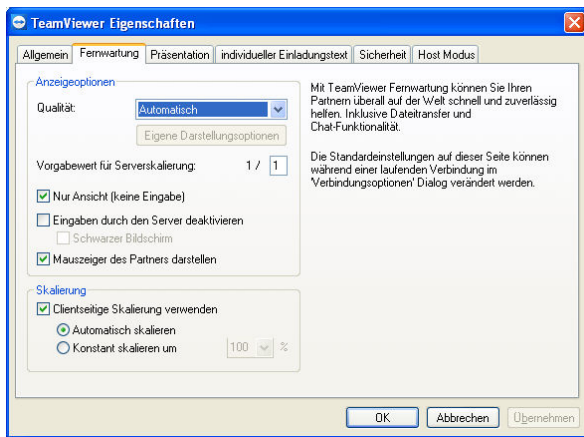 TeamViewer Eigenschaften
Allgemein Fernwartung Präsentation individueller Einladungstext Sicherheit Host Modus
Anzeigeoptionen
Qualität: Automatisch
Eigene Darstellungsoptionen
Vorgabewert für Serverskalierung: 1 / 1
Nur Ansicht (keine Eingabe)
Eingaben durch den Server deaktivieren
Schwarzer Bildschirm
Mauszeiger des Partners darstellen
Skalierung
Clientseitige Skalierung verwenden
Automatisch skalieren
Konstant skalieren um 100 %
Mit TeamViewer Fernwartung können Sie Ihren
Partnern überall auf der Welt schnell und zuverlässig
helfen. Inklusive Dateitransfer und
Chat-Funktionalität.
Die Standardeinstellungen auf dieser Seite können
während einer laufenden Verbindung im
'Verbindungsoptionen' Dialog verändert werden.
OK Abbrechen Übernehmen